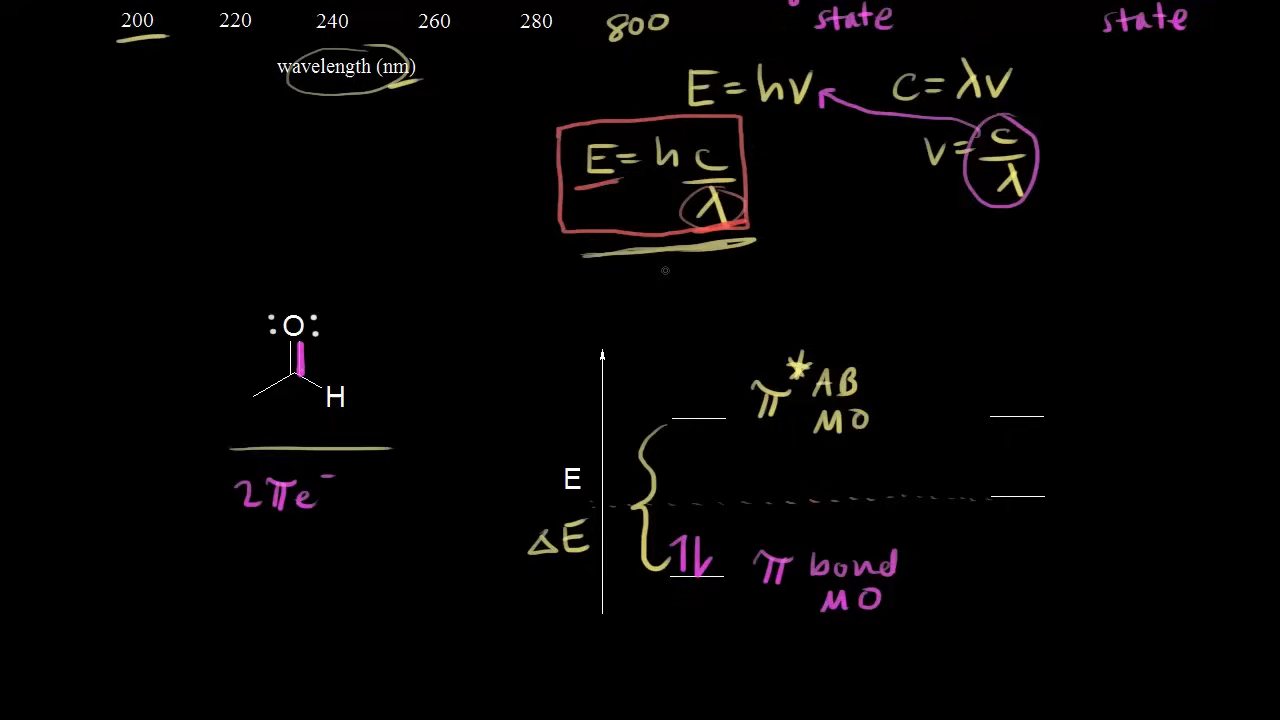 200 220 240 260 280 800
state state
wavelength (nm)
E = hν c = λν
E = h c/λ ν = c/λ
:O:
H
2πe⁻
π* AB
MO
E
ΔE
π bond
MO